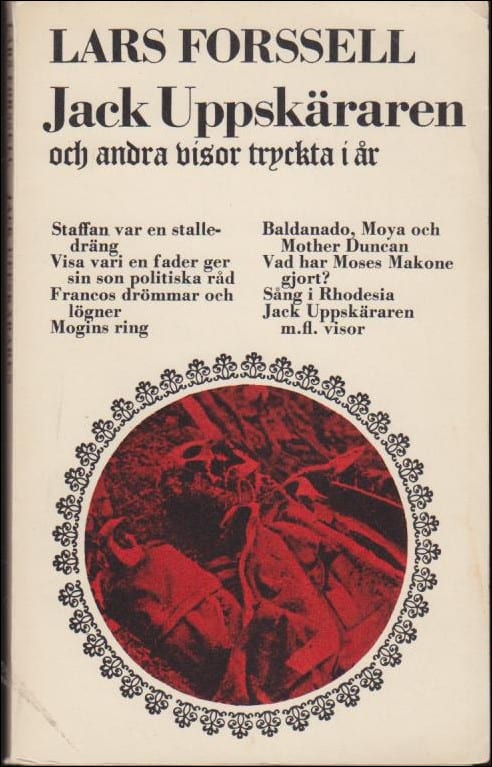 LARS FORSSELL
Jack Uppskäraren
och andra visor tryckta i år
Staffan var en stalle-
dräng
Visa vari en fader ger
sin son politiska råd
Francos drömmar och
lögner
Mogins ring
Baldanado, Moya och
Mother Duncan
Vad har Moses Makone
gjort?
Sång i Rhodesia
Jack Uppskäraren
m.fl. visor